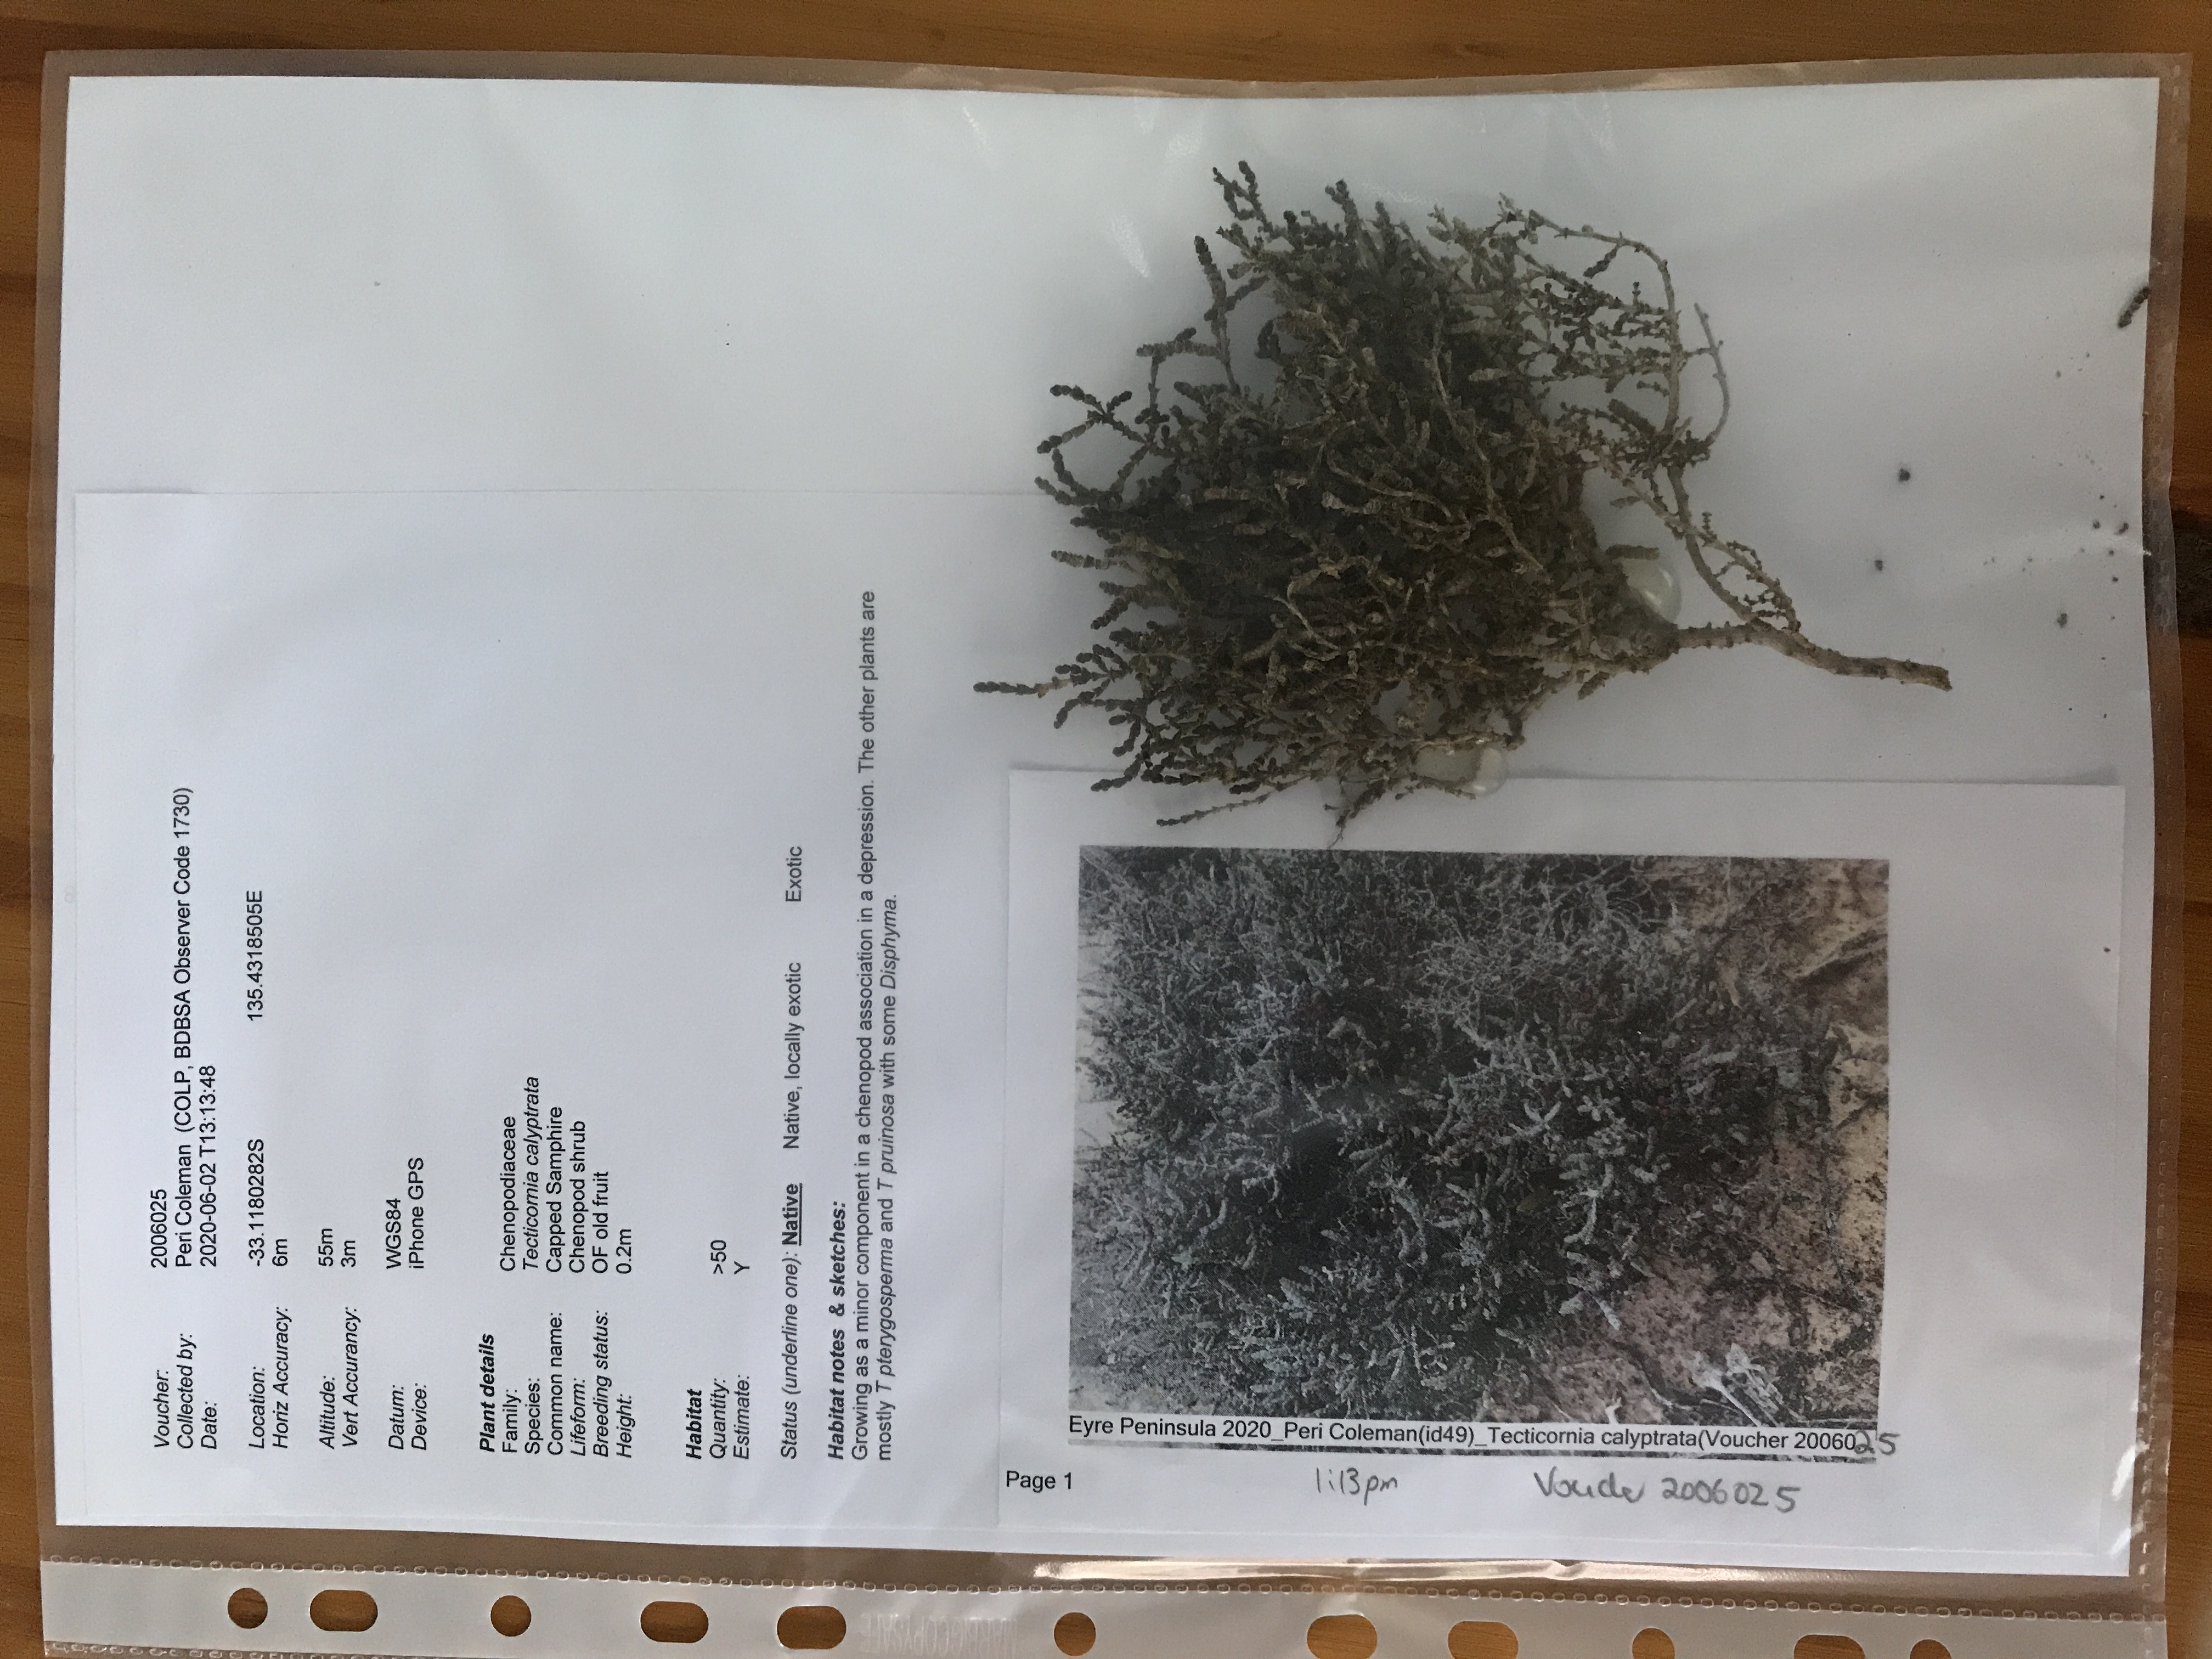 Voucher: 2006025
Collected by: Peri Coleman (COLP, BDBSA Observer Code 1730)
Date: 2020-06-02 T13:13:48
Location: -33.1180282S 135.4318505E
Horiz Accuracy: 6m
Altitude: 55m
Vert Accurancy: 3m
Datum: WGS84
Device: iPhone GPS
Plant details
Family: Chenopodiaceae
Species: Tecticornia calyptrata
Common name: Capped Samphire
Lifeform: Chenopod shrub
Breeding status: OF old fruit
Height: 0.2m
Habitat
Quantity: >50
Estimate: Y
Status (underline one): Native Native, locally exotic Exotic
Habitat notes & sketches:
Growing as a minor component in a chenopod association in a depression. The other plants are
mostly T pterygosperma and T pruinosa with some Disphyma.
Eyre Peninsula 2020_Peri Coleman(id49)_Tecticornia calyptrata(Voucher 2006025
Page 1
1:13pm Voucher 2006025